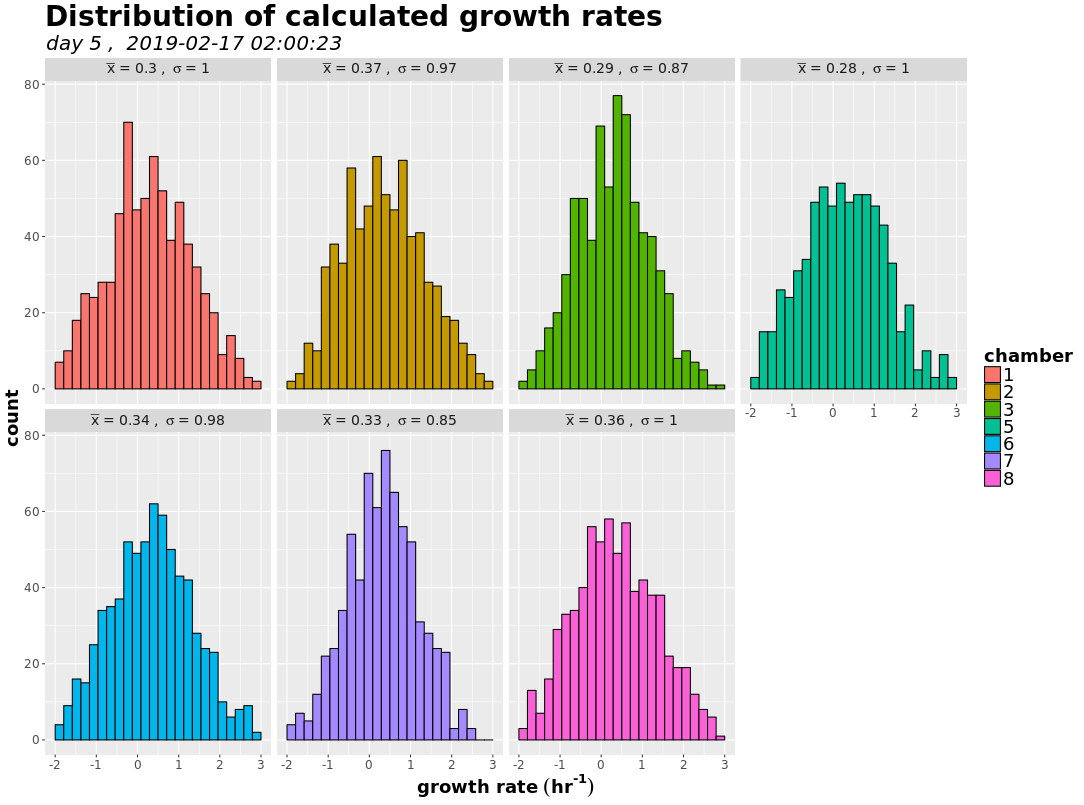 Distribution of calculated growth rates
day 5 , 2019-02-17 02:00:23
x̅ = 0.3 , σ = 1
x̅ = 0.37 , σ = 0.97
x̅ = 0.29 , σ = 0.87
x̅ = 0.28 , σ = 1
80
60
40
20
0
-2 -1 0 1 2 3
x̅ = 0.34 , σ = 0.98
x̅ = 0.33 , σ = 0.85
x̅ = 0.36 , σ = 1
80
60
40
20
0
-2 -1 0 1 2 3
-2 -1 0 1 2 3
-2 -1 0 1 2 3
count
growth rate (hr⁻¹)
chamber
1
2
3
5
6
7
8